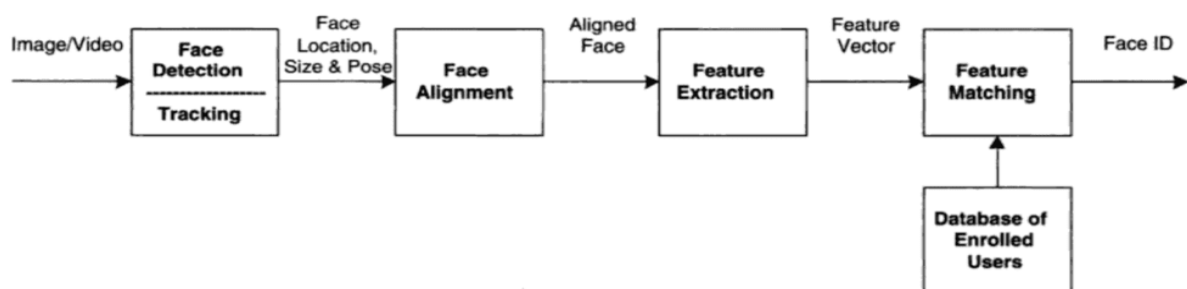 Image/Video
Face
Detection
Tracking
Face
Location,
Size & Pose
Face
Alignment
Aligned
Face
Feature
Extraction
Feature
Vector
Feature
Matching
Face ID
Database of
Enrolled
Users